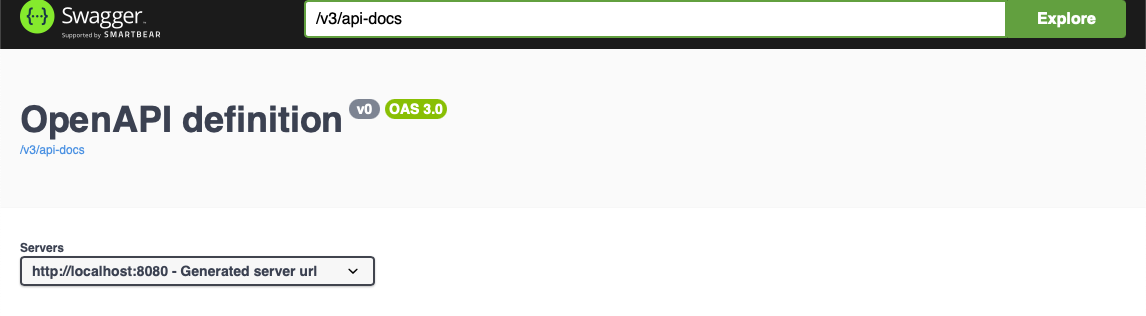 Swagger
Supported by SMARTBEAR
/v3/api-docs
Explore
OpenAPI definition v0 OAS 3.0
/v3/api-docs
Servers
http://localhost:8080 - Generated server url